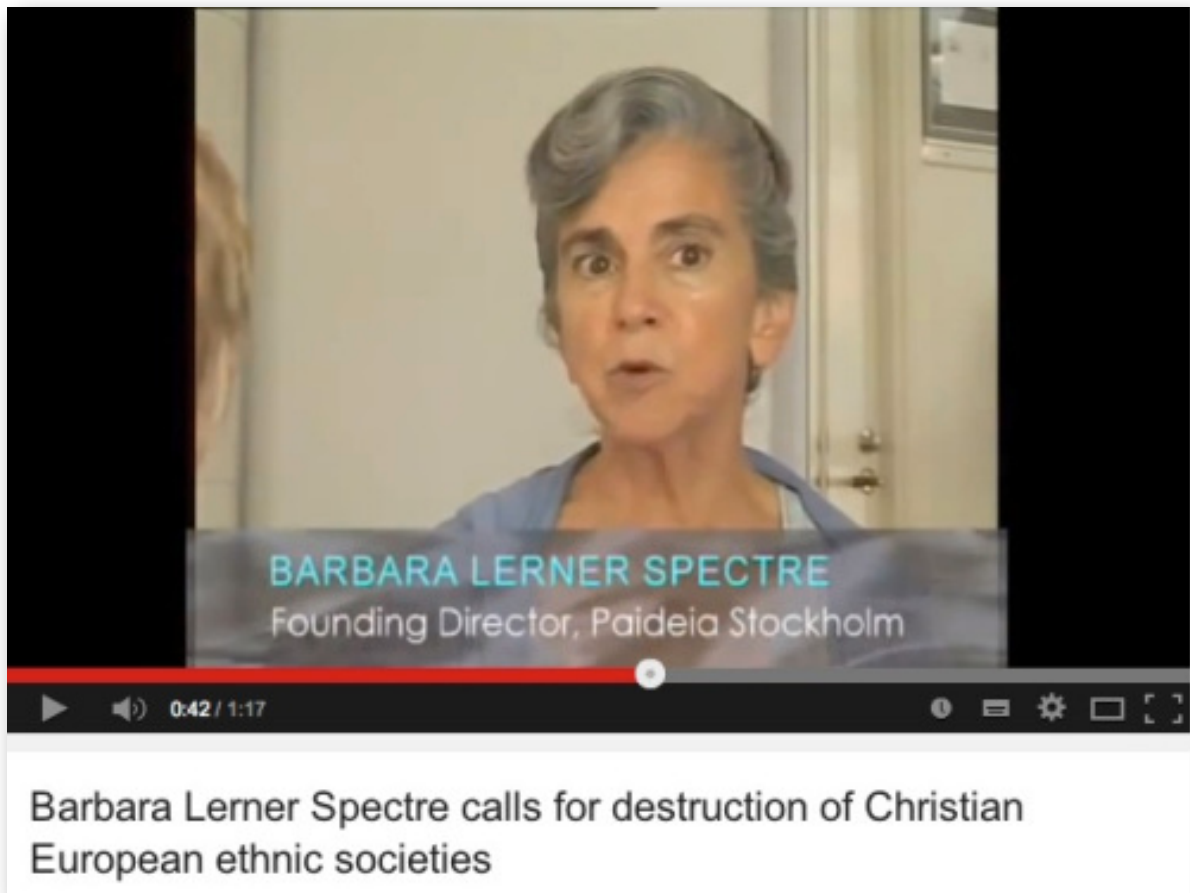 BARBARA LERNER SPECTRE
Founding Director, Paideia Stockholm
0:42 / 1:17
Barbara Lerner Spectre calls for destruction of Christian
European ethnic societies